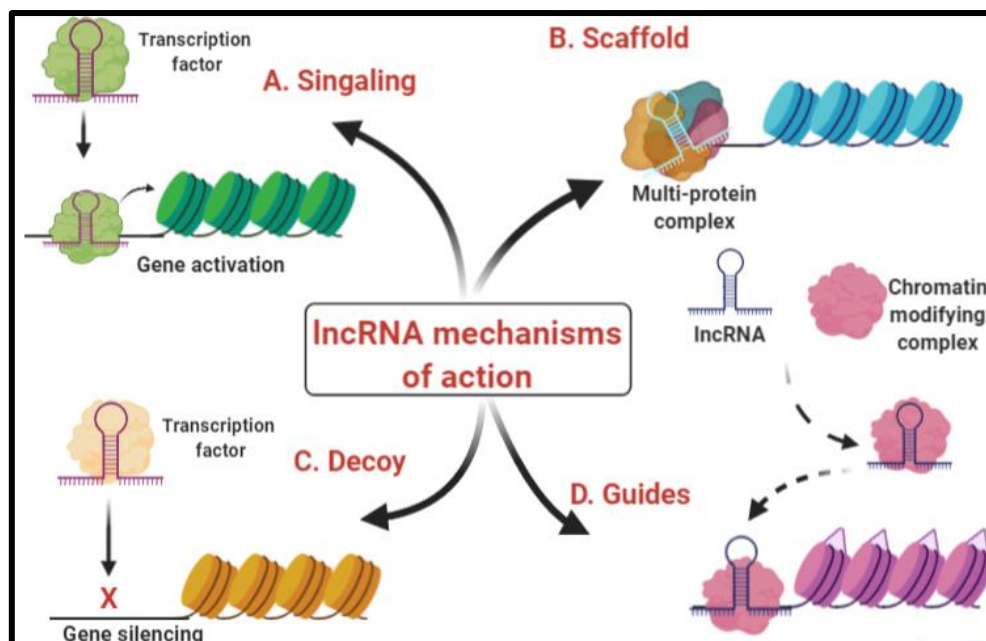 Transcription
factor
A. Singaling
Gene activation
B. Scaffold
Multi-protein
complex
lncRNA
Chromatin
modifying
complex
lncRNA mechanisms
of action
Transcription
factor
C. Decoy
X
Gene silencing
D. Guides